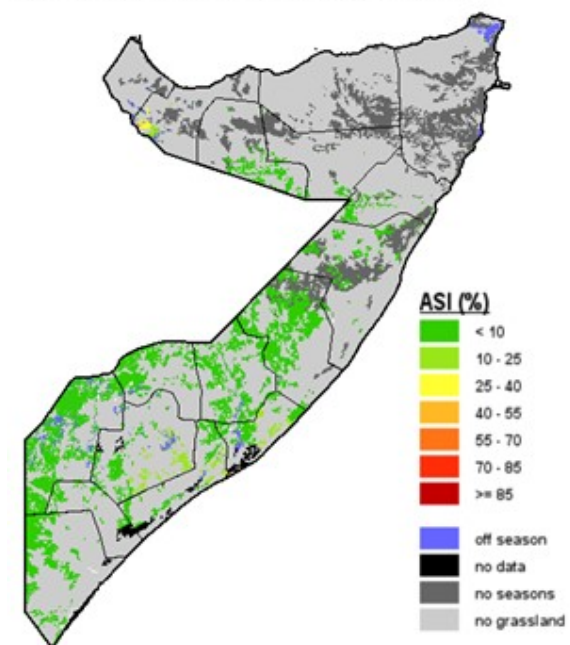 ASI (%)
< 10
10 - 25
25 - 40
40 - 55
55 - 70
70 - 85
>= 85
off season
no data
no seasons
no grassland